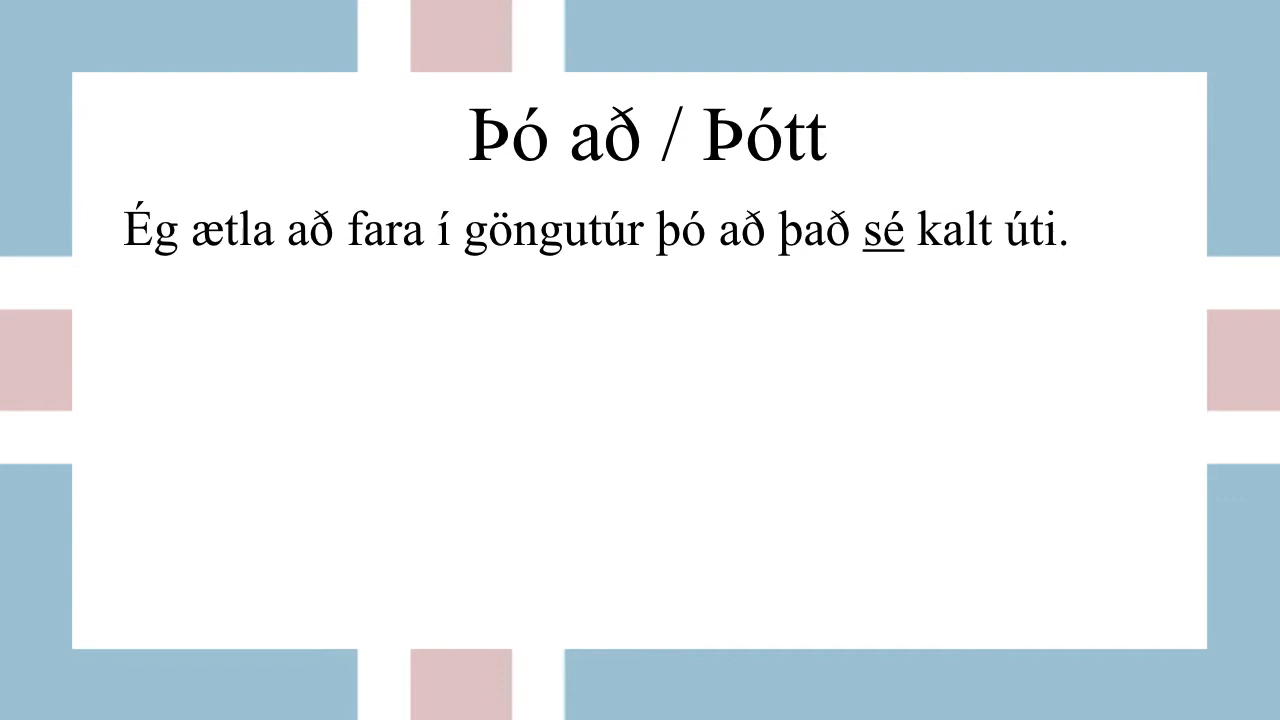 Þó að / Þótt
Ég ætla að fara í göngutúr þó að það sé kalt úti.